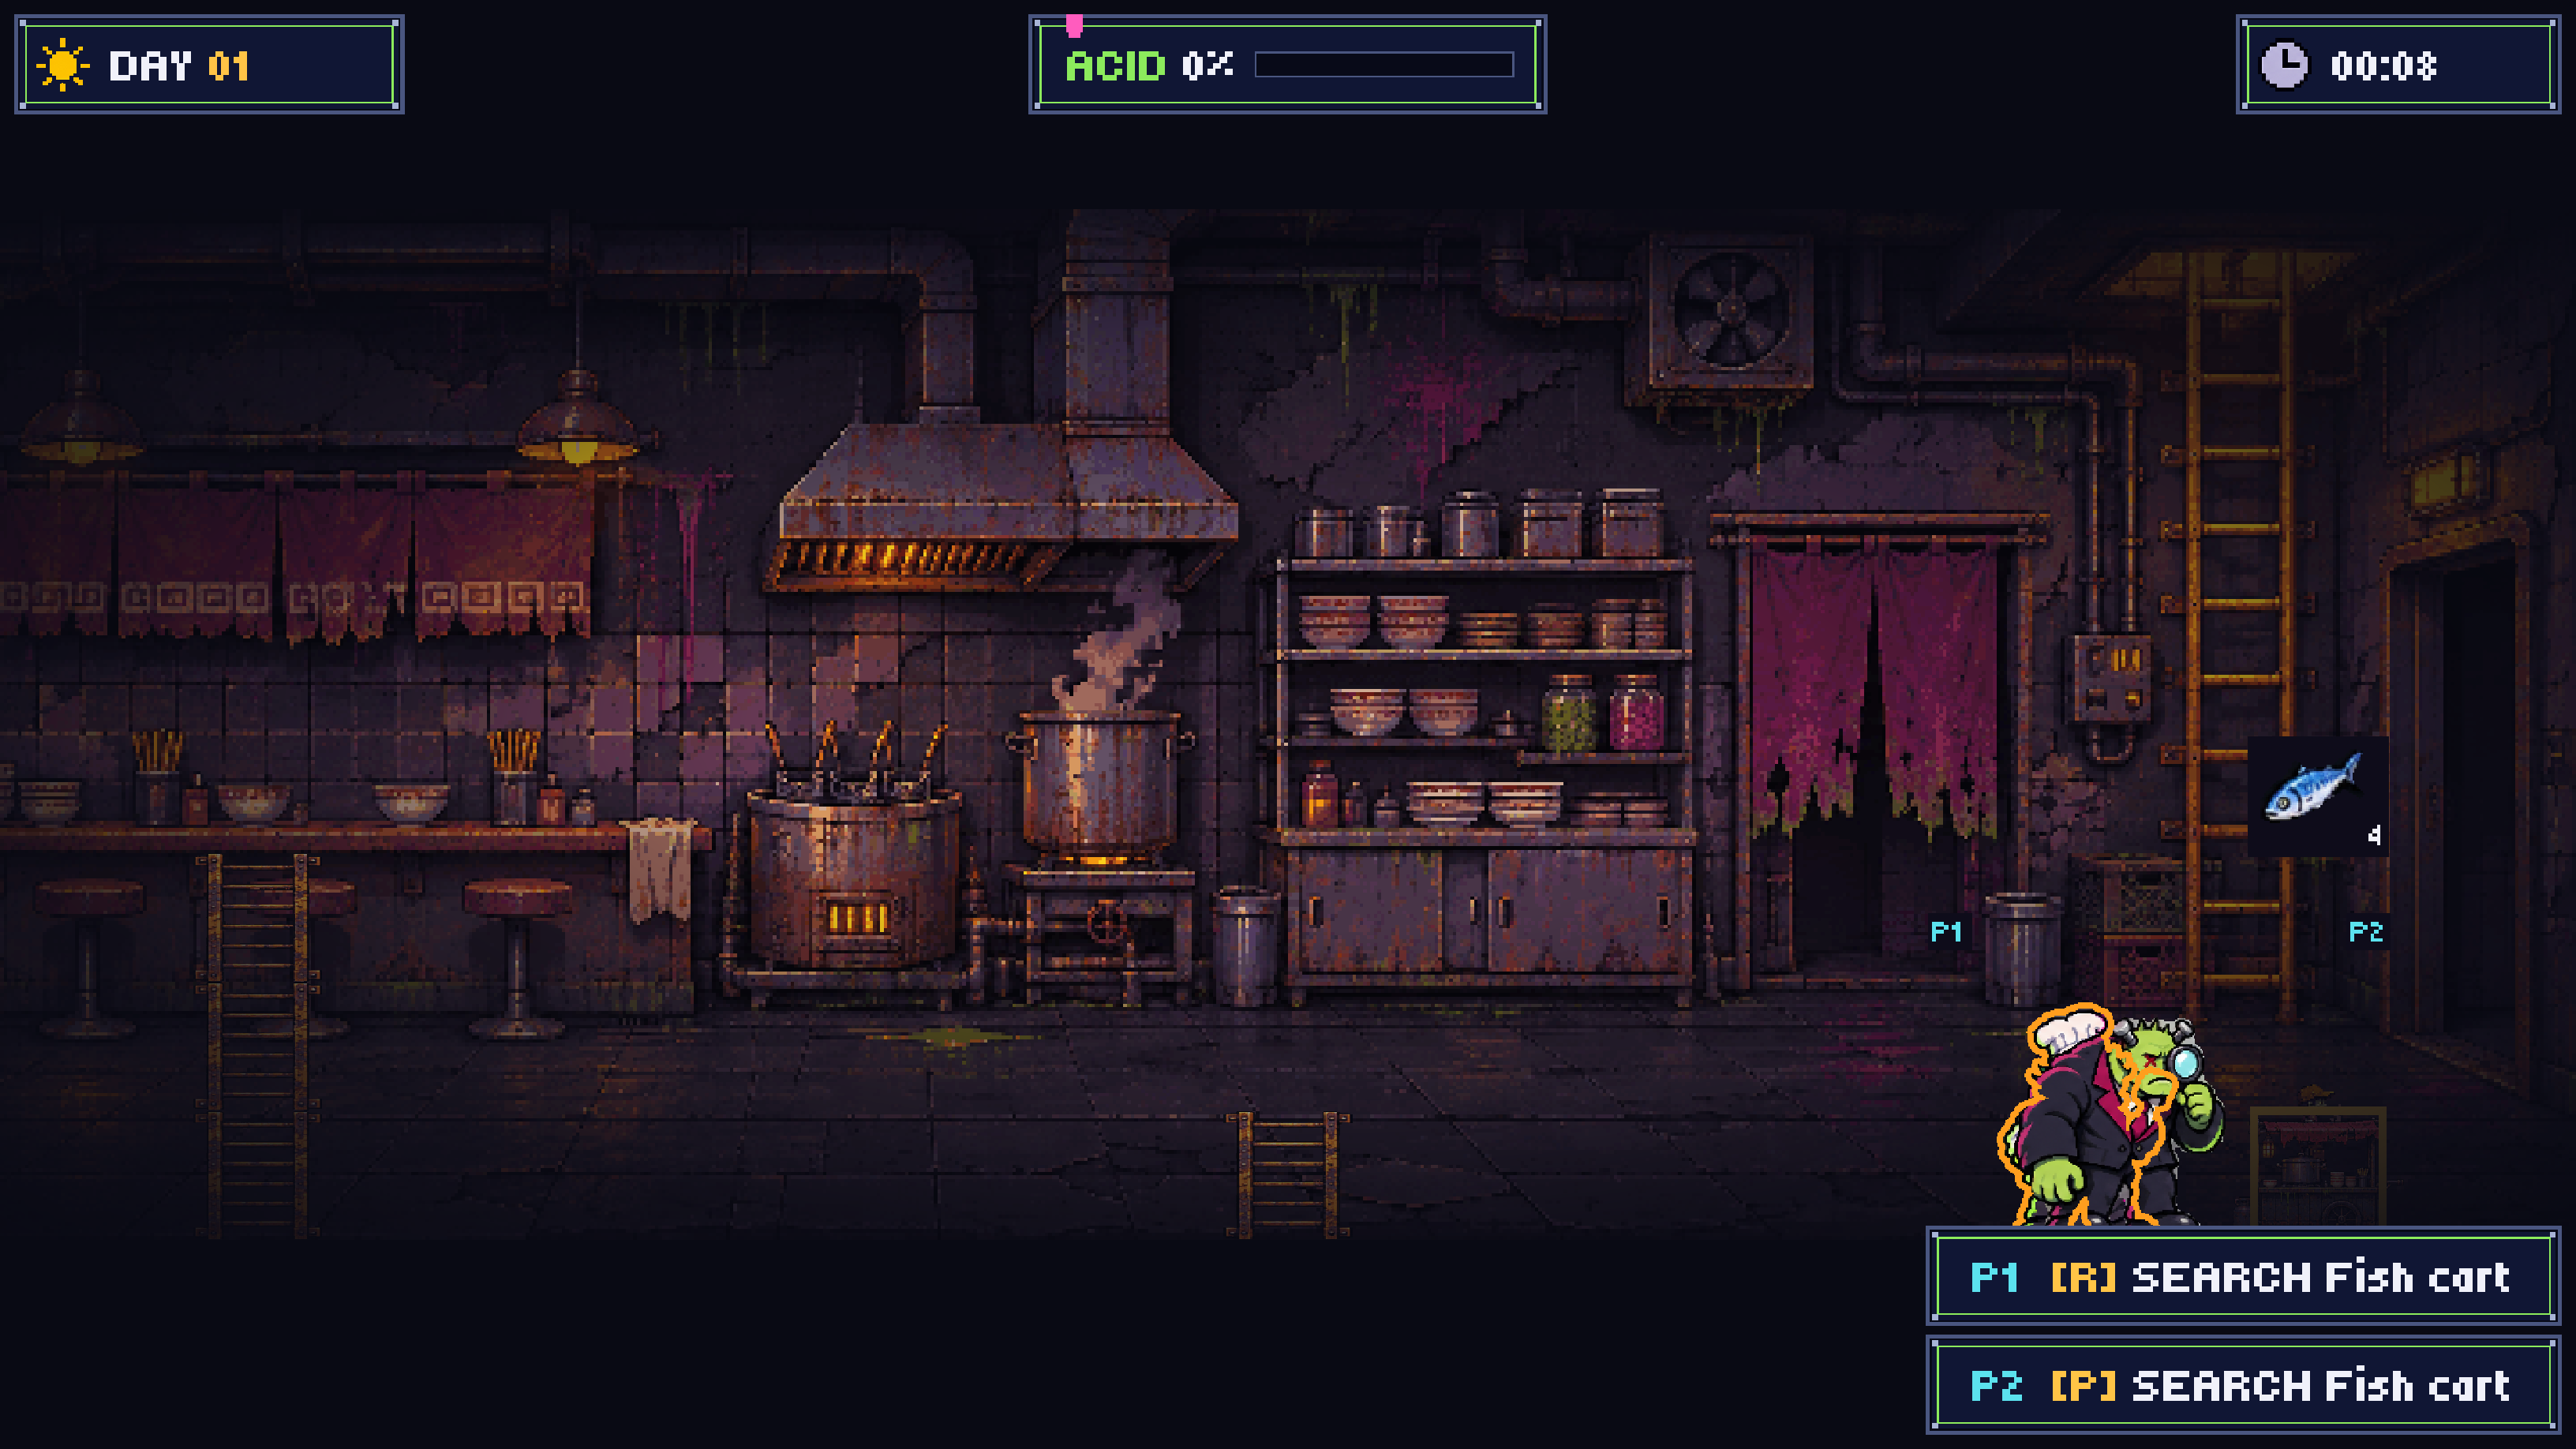 DAY 01
ACID 0%
00:08
4
P1
P2
P1 [R] SEARCH Fish cart
P2 [P] SEARCH Fish cart